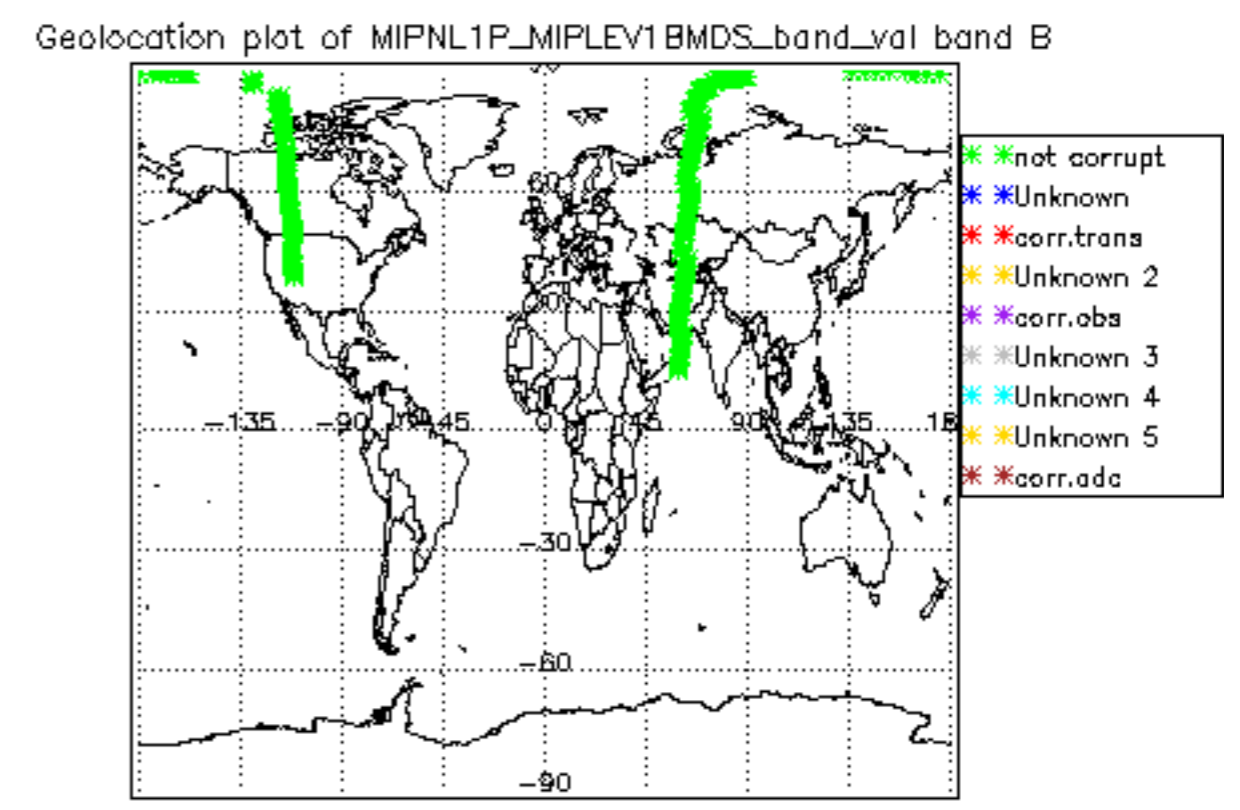 Geolocation plot of MIPNL1P_MIPLEV1BMDS_band_val band B
not corrupt
Unknown
corr.trans
Unknown 2
corr.obs
Unknown 3
Unknown 4
Unknown 5
corr.adc
60
-135 -90 -45 0 45 90 135
-30
-60
-90